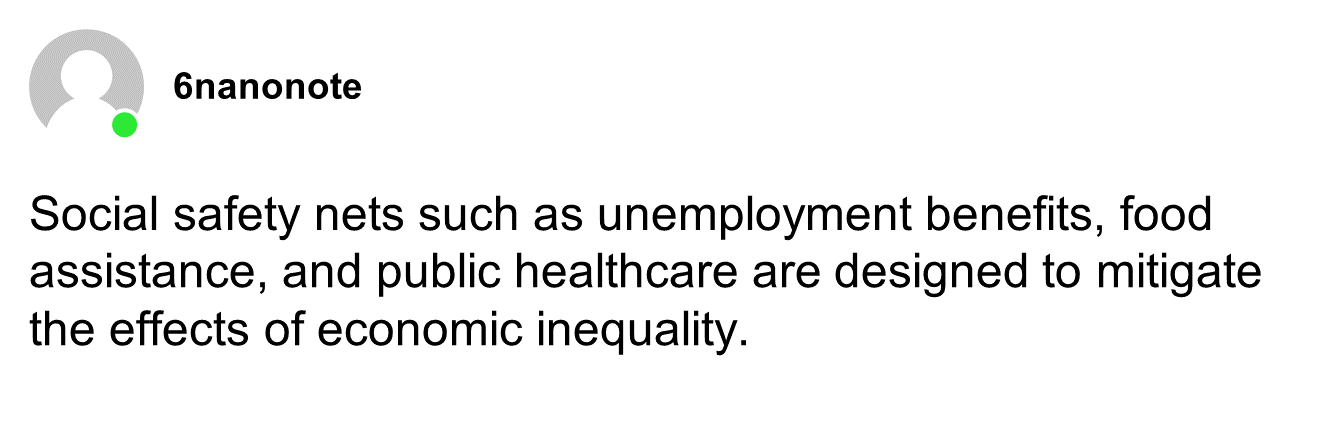 6nanonote
Social safety nets such as unemployment benefits, food
assistance, and public healthcare are designed to mitigate
the effects of economic inequality.